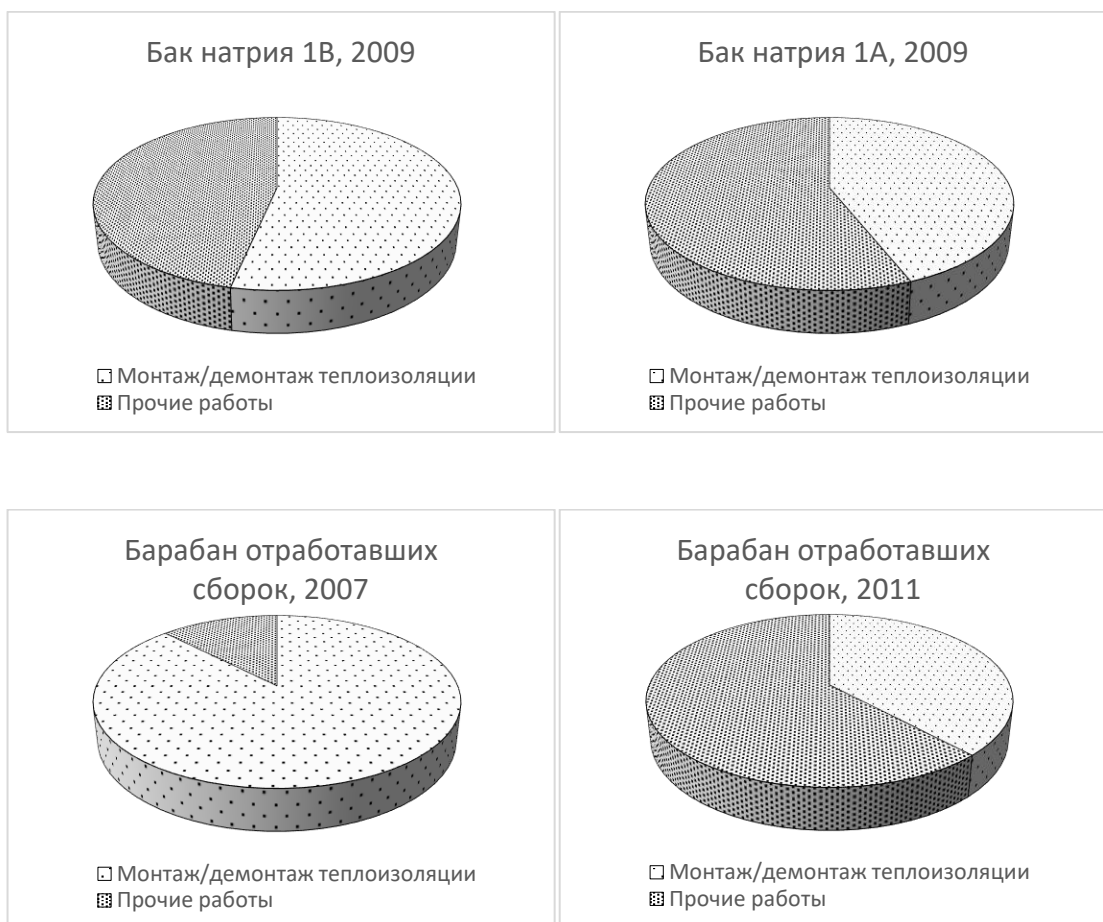 Бак натрия 1В, 2009
Монтаж/демонтаж теплоизоляции
Прочие работы
Бак натрия 1А, 2009
Монтаж/демонтаж теплоизоляции
Прочие работы
Барабан отработавших
сборок, 2007
Монтаж/демонтаж теплоизоляции
Прочие работы
Барабан отработавших
сборок, 2011
Монтаж/демонтаж теплоизоляции
Прочие работы